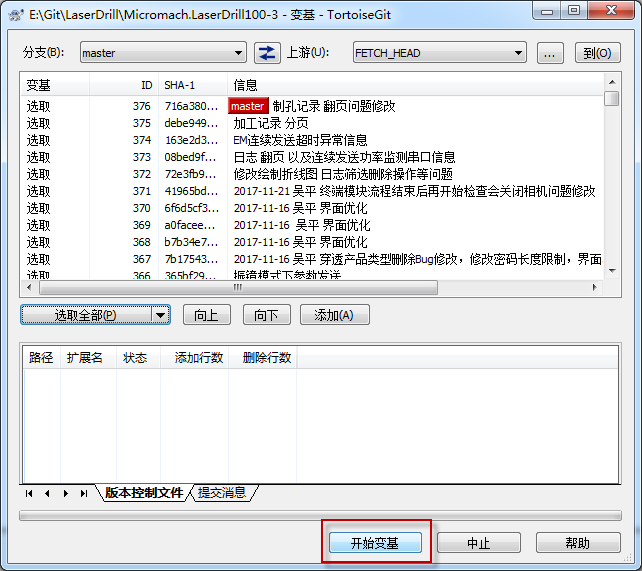 E:\Git\LaserDrill\Micromach.LaserDrill100-3 - 变基 - TortoiseGit
分支(B): master 上游(U): FETCH_HEAD ... 到(O)
变基 ID SHA-1 信息
选取 376 716a380... master 制孔记录 翻页问题修改
选取 375 debe949... 加工记录 分页
选取 374 163e2d3... EM连续发送超时异常信息
选取 373 08bed9f... 日志 翻页 以及连续发送功率监测串口信息
选取 372 72e3fb9... 修改绘制折线图 日志筛选删除操作等问题
选取 371 41965bd... 2017-11-21 吴平 终端模块流程结束后再开始检查会关闭相机问题修改
选取 370 6f6d5cf3... 2017-11-16 吴平 界面优化
选取 369 a0facee... 2017-11-16 吴平 界面优化
选取 368 b7b34e7... 2017-11-16 吴平 界面优化
选取 367 7b17543... 2017-11-16 吴平 穿透产品类型删除Bug修改，修改密码长度限制，界面
选取 366 365bf29... 振镜模式下参数发送
选取全部(P) 向上 向下 添加(A)
路径 扩展名 状态 添加行数 删除行数
版本控制文件 提交消息
开始变基 中止 帮助